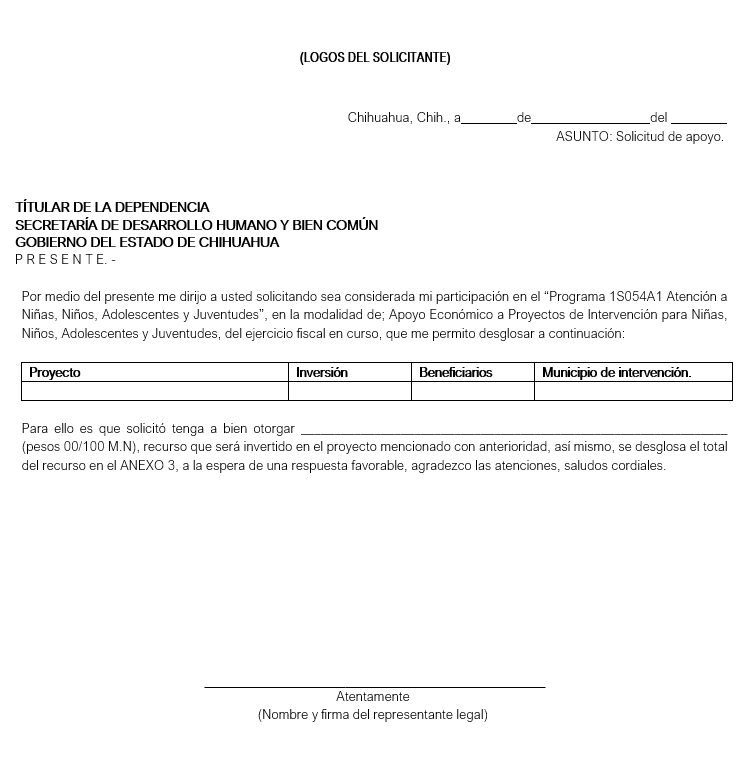 (LOGOS DEL SOLICITANTE)
Chihuahua, Chih., a________de_________________del ________
ASUNTO: Solicitud de apoyo.
TÍTULAR DE LA DEPENDENCIA
SECRETARÍA DE DESARROLLO HUMANO Y BIEN COMÚN
GOBIERNO DEL ESTADO DE CHIHUAHUA
P R E S E N T E. -
Por medio del presente me dirijo a usted solicitando sea considerada mi participación en el “Programa 1S054A1 Atención a
Niñas, Niños, Adolescentes y Juventudes”, en la modalidad de; Apoyo Económico a Proyectos de Intervención para Niñas,
Niños, Adolescentes y Juventudes, del ejercicio fiscal en curso, que me permito desglosar a continuación:
Proyecto Inversión Beneficiarios Municipio de intervención.
Para ello es que solicitó tenga a bien otorgar _____________________________________________________________
(pesos 00/100 M.N), recurso que será invertido en el proyecto mencionado con anterioridad, así mismo, se desglosa el total
del recurso en el ANEXO 3, a la espera de una respuesta favorable, agradezco las atenciones, saludos cordiales.
Atentamente
(Nombre y firma del representante legal)